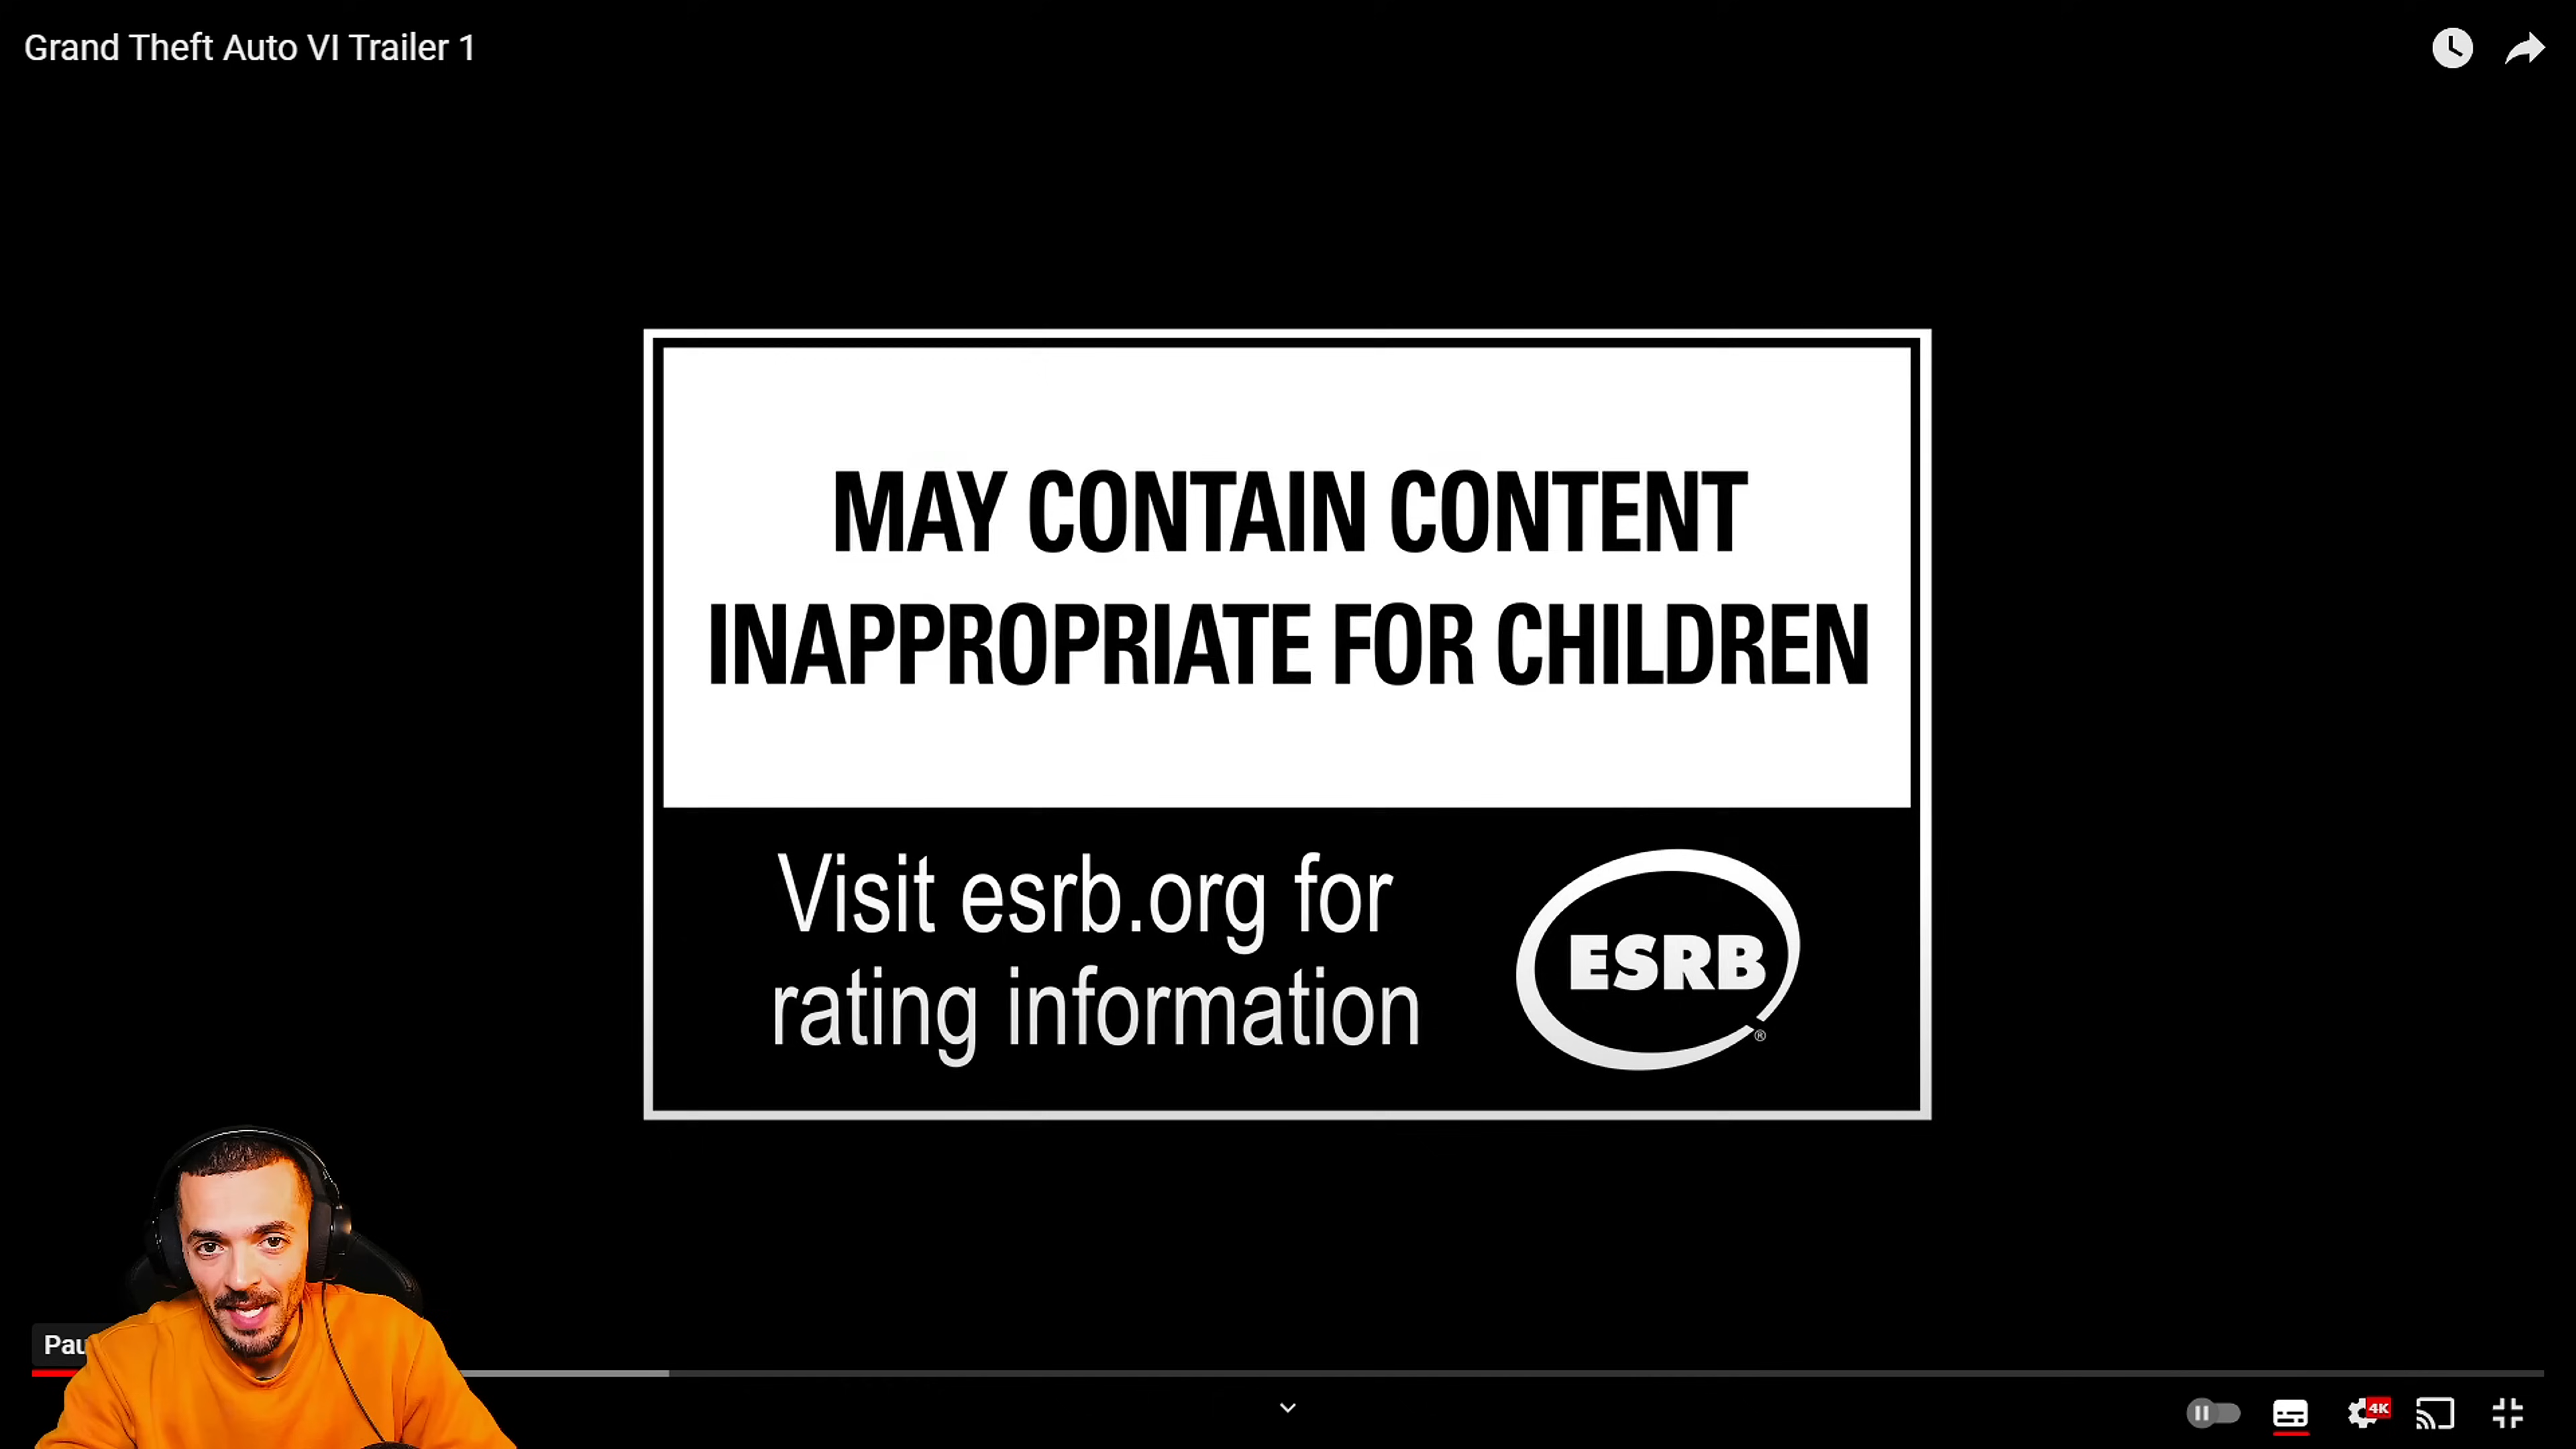 Grand Theft Auto VI Trailer 1
MAY CONTAIN CONTENT
INAPPROPRIATE FOR CHILDREN
Visit esrb.org for
rating information
ESRB
®
Pau
4K